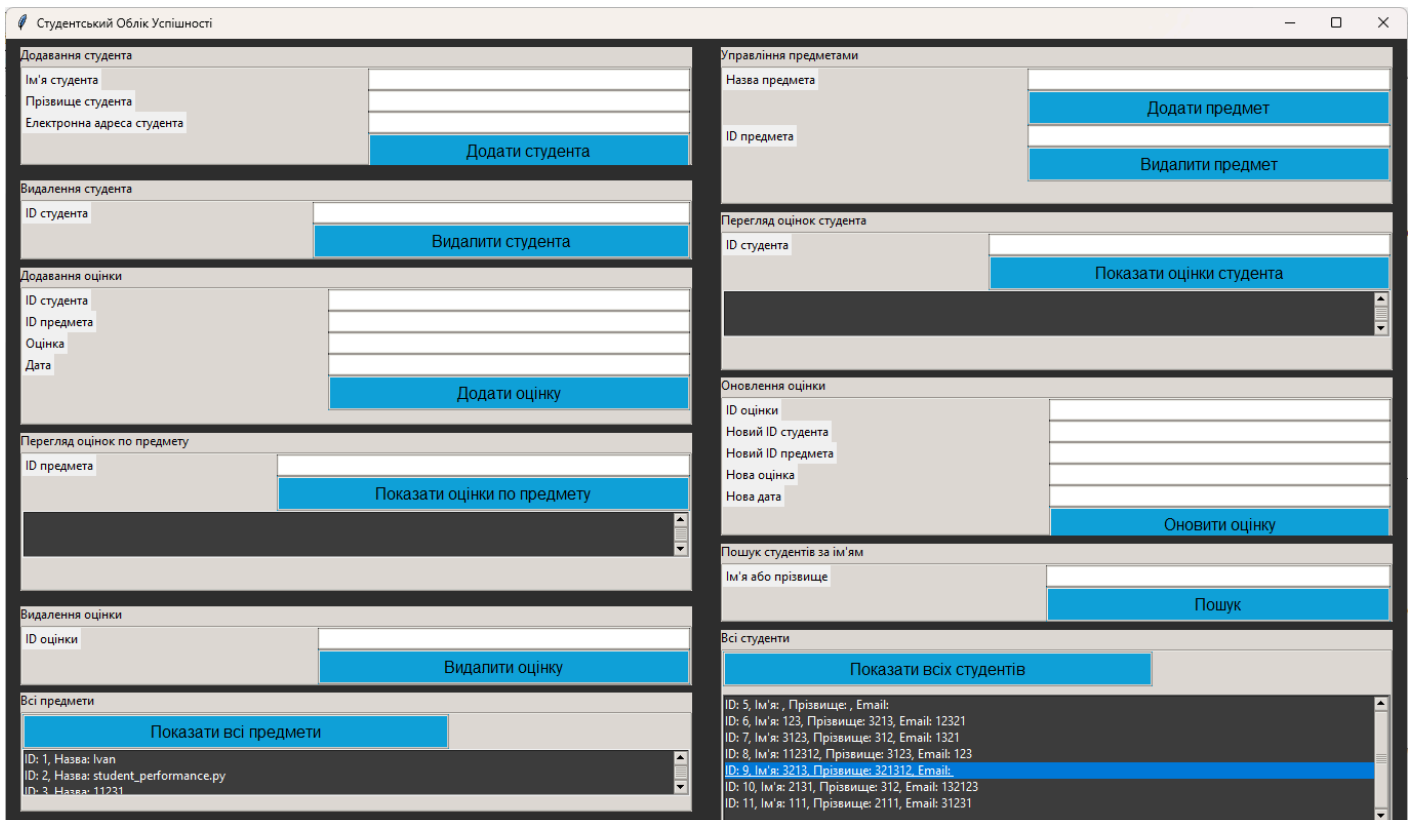 Студентський Облік Успішності
Додавання студента
Ім'я студента
Прізвище студента
Електронна адреса студента
Додати студента
Видалення студента
ID студента
Видалити студента
Додавання оцінки
ID студента
ID предмета
Оцінка
Дата
Додати оцінку
Перегляд оцінок по предмету
ID предмета
Показати оцінки по предмету
Видалення оцінки
ID оцінки
Видалити оцінку
Всі предмети
Показати всі предмети
ID: 1, Назва: Ivan
ID: 2, Назва: student_performance.py
ID: 3, Назва: 11231
Управління предметами
Назва предмета
Додати предмет
ID предмета
Видалити предмет
Перегляд оцінок студента
ID студента
Показати оцінки студента
Оновлення оцінки
ID оцінки
Новий ID студента
Новий ID предмета
Нова оцінка
Нова дата
Оновити оцінку
Пошук студентів за ім'ям
Ім'я або прізвище
Пошук
Всі студенти
Показати всіх студентів
ID: 5, Ім'я: , Прізвище: , Email:
ID: 6, Ім'я: 123, Прізвище: 3213, Email: 12321
ID: 7, Ім'я: 3123, Прізвище: 312, Email: 1321
ID: 8, Ім'я: 112312, Прізвище: 3123, Email: 123
ID: 9, Ім'я: 3213, Прізвище: 321312, Email:
ID: 10, Ім'я: 2131, Прізвище: 312, Email: 132123
ID: 11, Ім'я: 111, Прізвище: 2111, Email: 31231